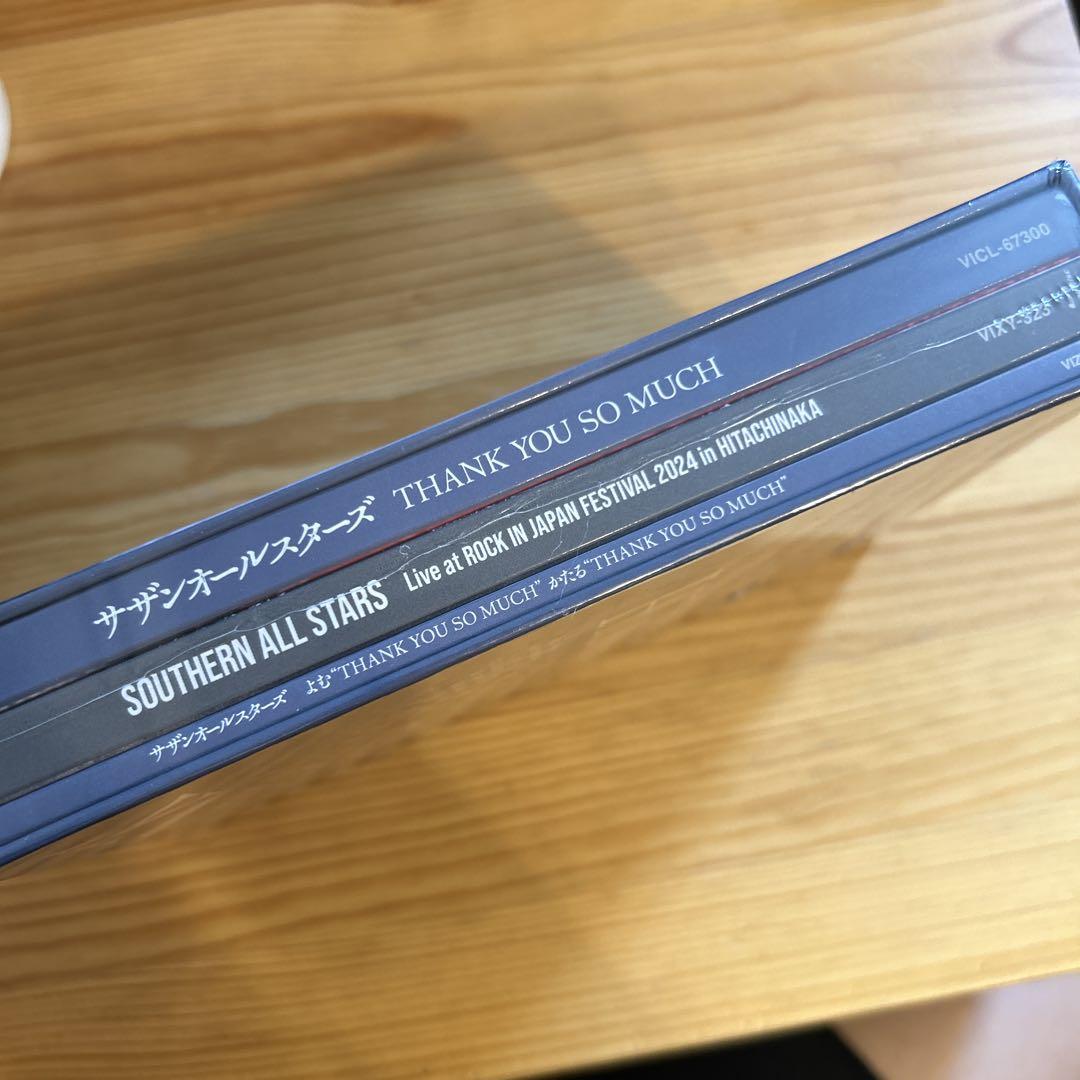 サザンオールスターズ THANK YOU SO MUCH VICL-67300
SOUTHERN ALL STARS Live at ROCK IN JAPAN FESTIVAL 2024 in HITACHINAKA VIXY-323
サザンオールスターズ よむ“THANK YOU SO MUCH” かたる“THANK YOU SO MUCH” VIZ